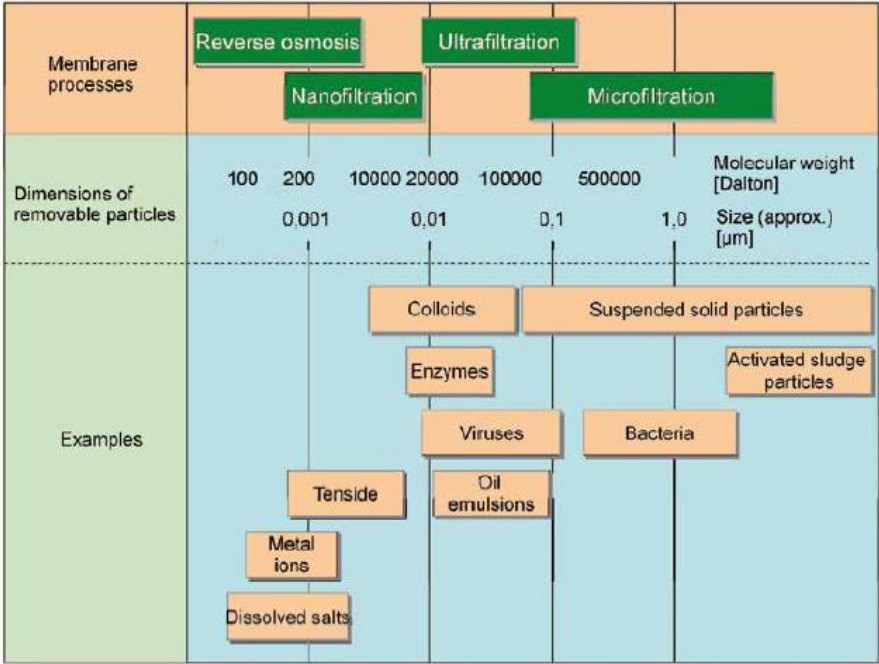 Membrane
processes
Reverse osmosis
Ultrafiltration
Nanofiltration
Microfiltration
Dimensions of
removable particles
100 200 10000 20000 100000 500000 Molecular weight
[Dalton]
0,001 0,01 0,1 1,0 Size (approx.)
[µm]
Examples
Colloids
Suspended solid particles
Enzymes
Activated sludge
particles
Viruses
Bacteria
Tenside
Oil
emulsions
Metal
ions
Dissolved salts